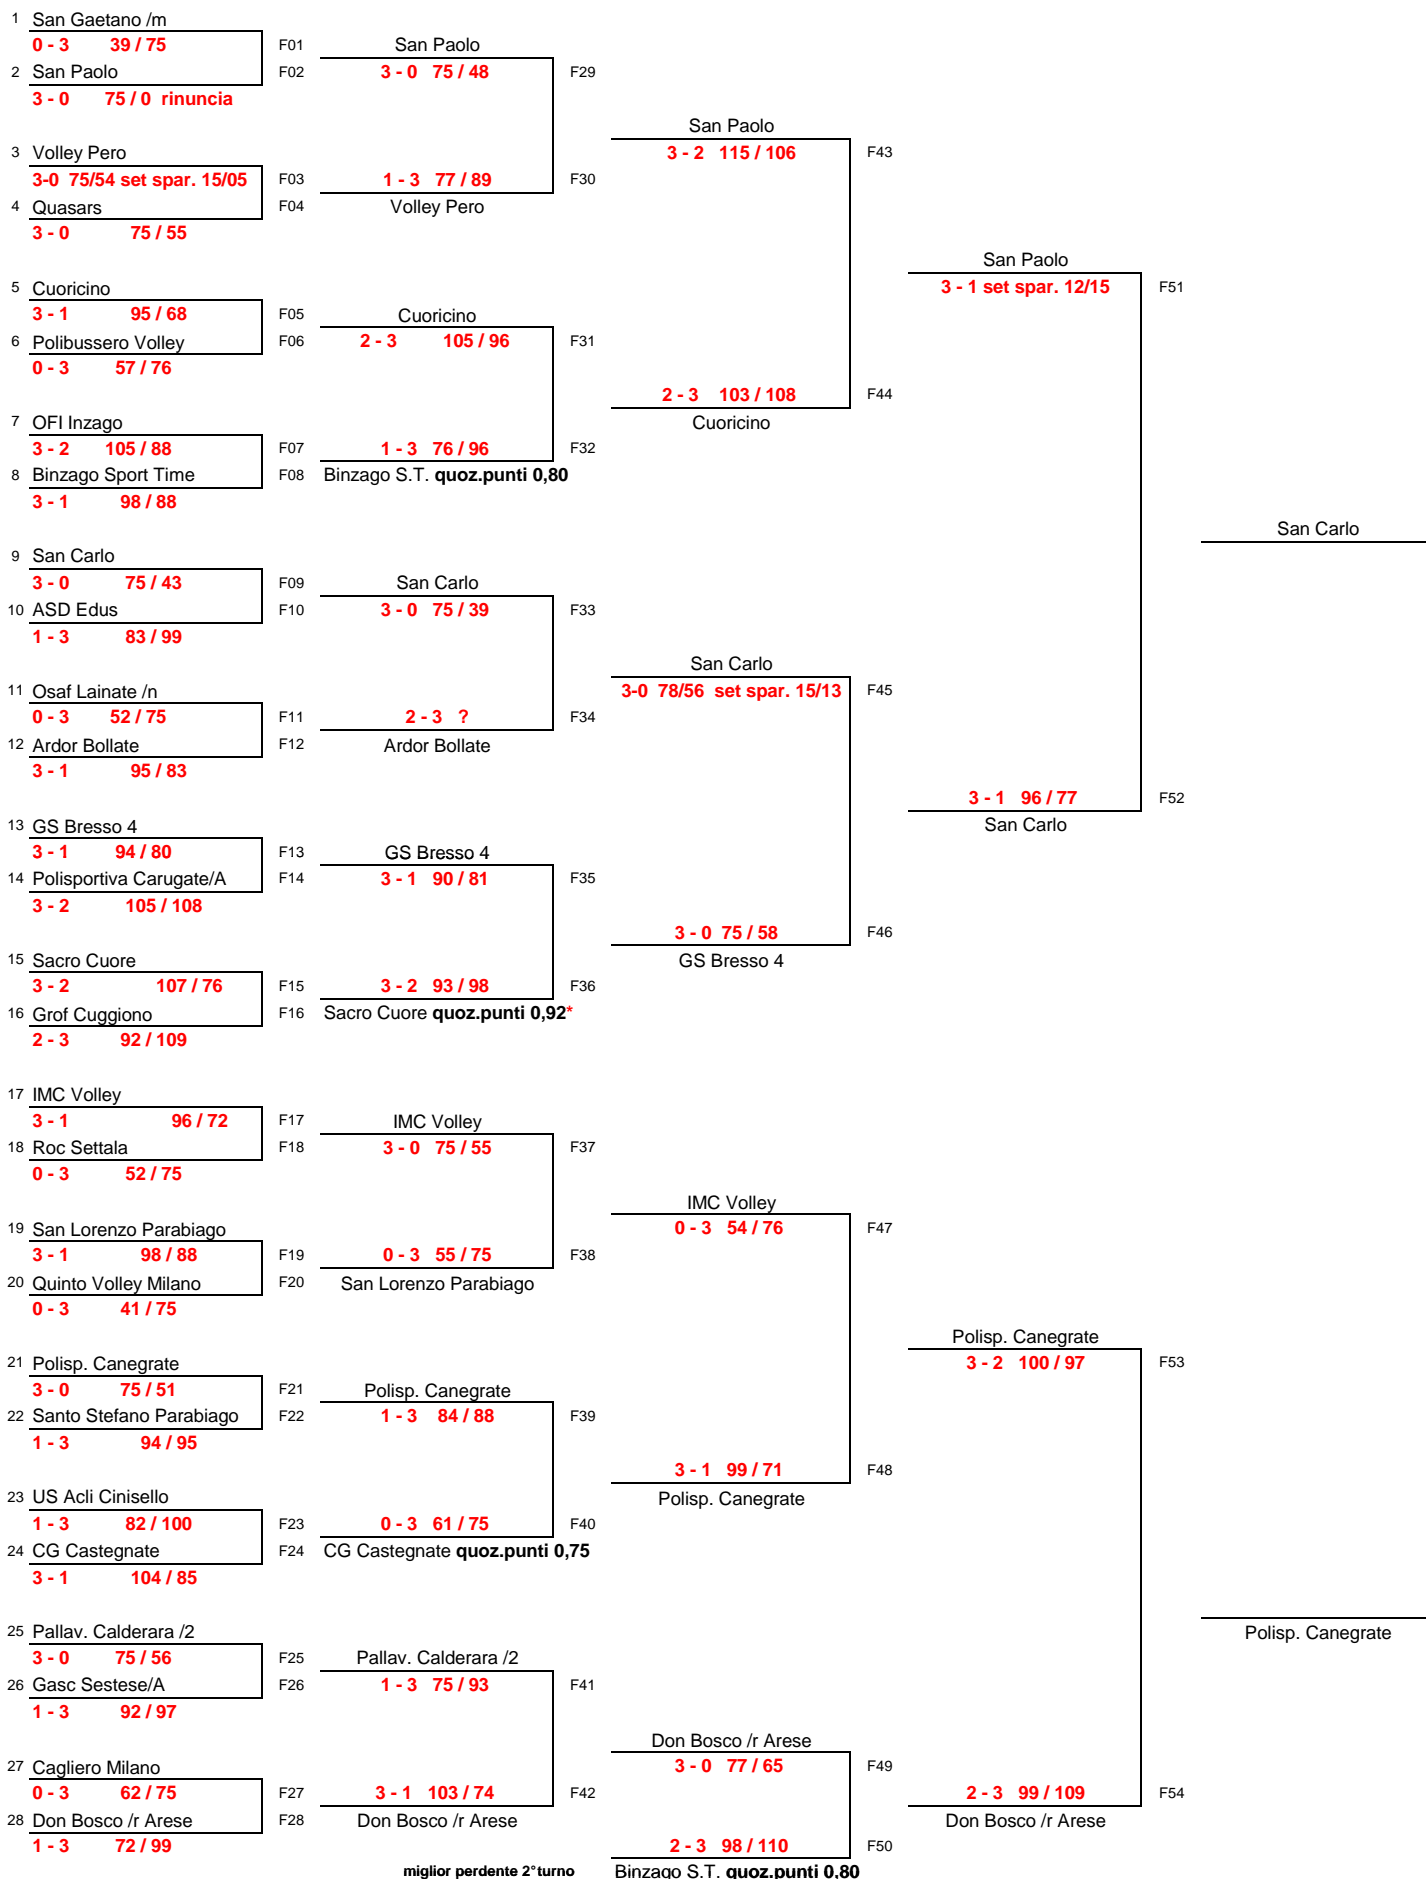 1 San Gaetano /m
0 - 3 39 / 75 F01 San Paolo
2 San Paolo F02 3 - 0 75 / 48 F29
3 - 0 75 / 0 rinuncia
San Paolo
3 Volley Pero 3 - 2 115 / 106 F43
3-0 75/54 set spar. 15/05 F03 1 - 3 77 / 89 F30
4 Quasars F04 Volley Pero
3 - 0 75 / 55
San Paolo
5 Cuoricino 3 - 1 set spar. 12/15 F51
3 - 1 95 / 68 F05 Cuoricino
6 Polibussero Volley F06 2 - 3 105 / 96 F31
0 - 3 57 / 76
2 - 3 103 / 108 F44
7 OFI Inzago Cuoricino
3 - 2 105 / 88 F07 1 - 3 76 / 96 F32
8 Binzago Sport Time F08 Binzago S.T. quoz.punti 0,80
3 - 1 98 / 88
San Carlo
9 San Carlo
3 - 0 75 / 43 F09 San Carlo
10 ASD Edus F10 3 - 0 75 / 39 F33
1 - 3 83 / 99
San Carlo
11 Osaf Lainate /n 3-0 78/56 set spar. 15/13 F45
0 - 3 52 / 75 F11 2 - 3 ? F34
12 Ardor Bollate F12 Ardor Bollate
3 - 1 95 / 83
3 - 1 96 / 77 F52
13 GS Bresso 4 San Carlo
3 - 1 94 / 80 F13 GS Bresso 4
14 Polisportiva Carugate/A F14 3 - 1 90 / 81 F35
3 - 2 105 / 108
3 - 0 75 / 58 F46
15 Sacro Cuore GS Bresso 4
3 - 2 107 / 76 F15 3 - 2 93 / 98 F36
16 Grof Cuggiono F16 Sacro Cuore quoz.punti 0,92*
2 - 3 92 / 109
17 IMC Volley
3 - 1 96 / 72 F17 IMC Volley
18 Roc Settala F18 3 - 0 75 / 55 F37
0 - 3 52 / 75
IMC Volley
19 San Lorenzo Parabiago 0 - 3 54 / 76 F47
3 - 1 98 / 88 F19 0 - 3 55 / 75 F38
20 Quinto Volley Milano F20 San Lorenzo Parabiago
0 - 3 41 / 75
Polisp. Canegrate
21 Polisp. Canegrate 3 - 2 100 / 97 F53
3 - 0 75 / 51 F21 Polisp. Canegrate
22 Santo Stefano Parabiago F22 1 - 3 84 / 88 F39
1 - 3 94 / 95
3 - 1 99 / 71 F48
23 US Acli Cinisello Polisp. Canegrate
1 - 3 82 / 100 F23 0 - 3 61 / 75 F40
24 CG Castegnate F24 CG Castegnate quoz.punti 0,75
3 - 1 104 / 85
25 Pallav. Calderara /2 Polisp. Canegrate
3 - 0 75 / 56 F25 Pallav. Calderara /2
26 Gasc Sestese/A F26 1 - 3 75 / 93 F41
1 - 3 92 / 97
Don Bosco /r Arese
27 Cagliero Milano 3 - 0 77 / 65 F49
0 - 3 62 / 75 F27 3 - 1 103 / 74 F42 2 - 3 99 / 109 F54
28 Don Bosco /r Arese F28 Don Bosco /r Arese Don Bosco /r Arese
1 - 3 72 / 99 2 - 3 98 / 110 F50
miglior perdente 2°turno Binzago S.T. quoz.punti 0,80